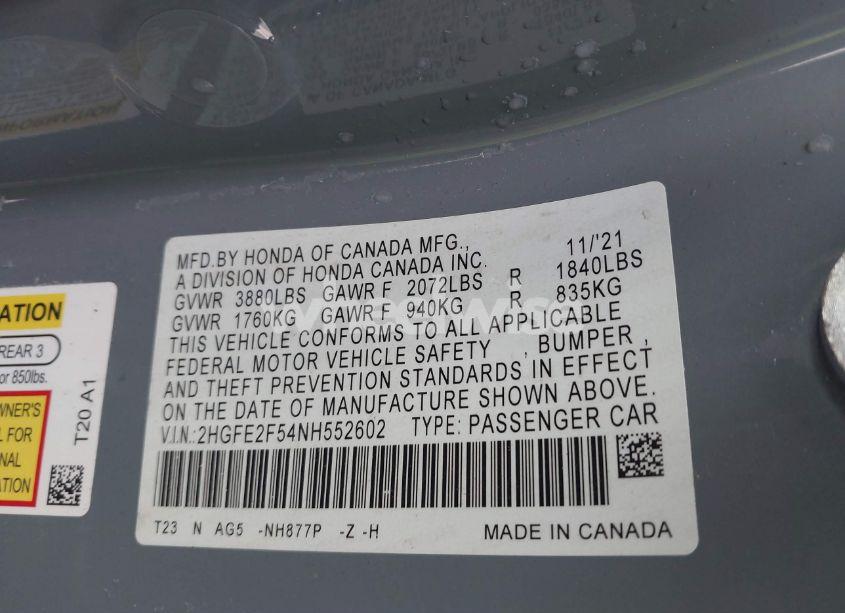 MFD.BY HONDA OF CANADA MFG., 11/'21
A DIVISION OF HONDA CANADA INC.
GVWR 3880LBS GAWR F 2072LBS R 1840LBS
GVWR 1760KG GAWR F 940KG R 835KG
THIS VEHICLE CONFORMS TO ALL APPLICABLE
FEDERAL MOTOR VEHICLE SAFETY , BUMPER,
AND THEFT PREVENTION STANDARDS IN EFFECT
ON THE DATE OF MANUFACTURE SHOWN ABOVE.
V.I.N.:2HGFE2F54NH552602 TYPE: PASSENGER CAR
T23 N AG5 -NH877P -Z -H MADE IN CANADA
REAR 3
or 850lbs.
FOR
T20 A1